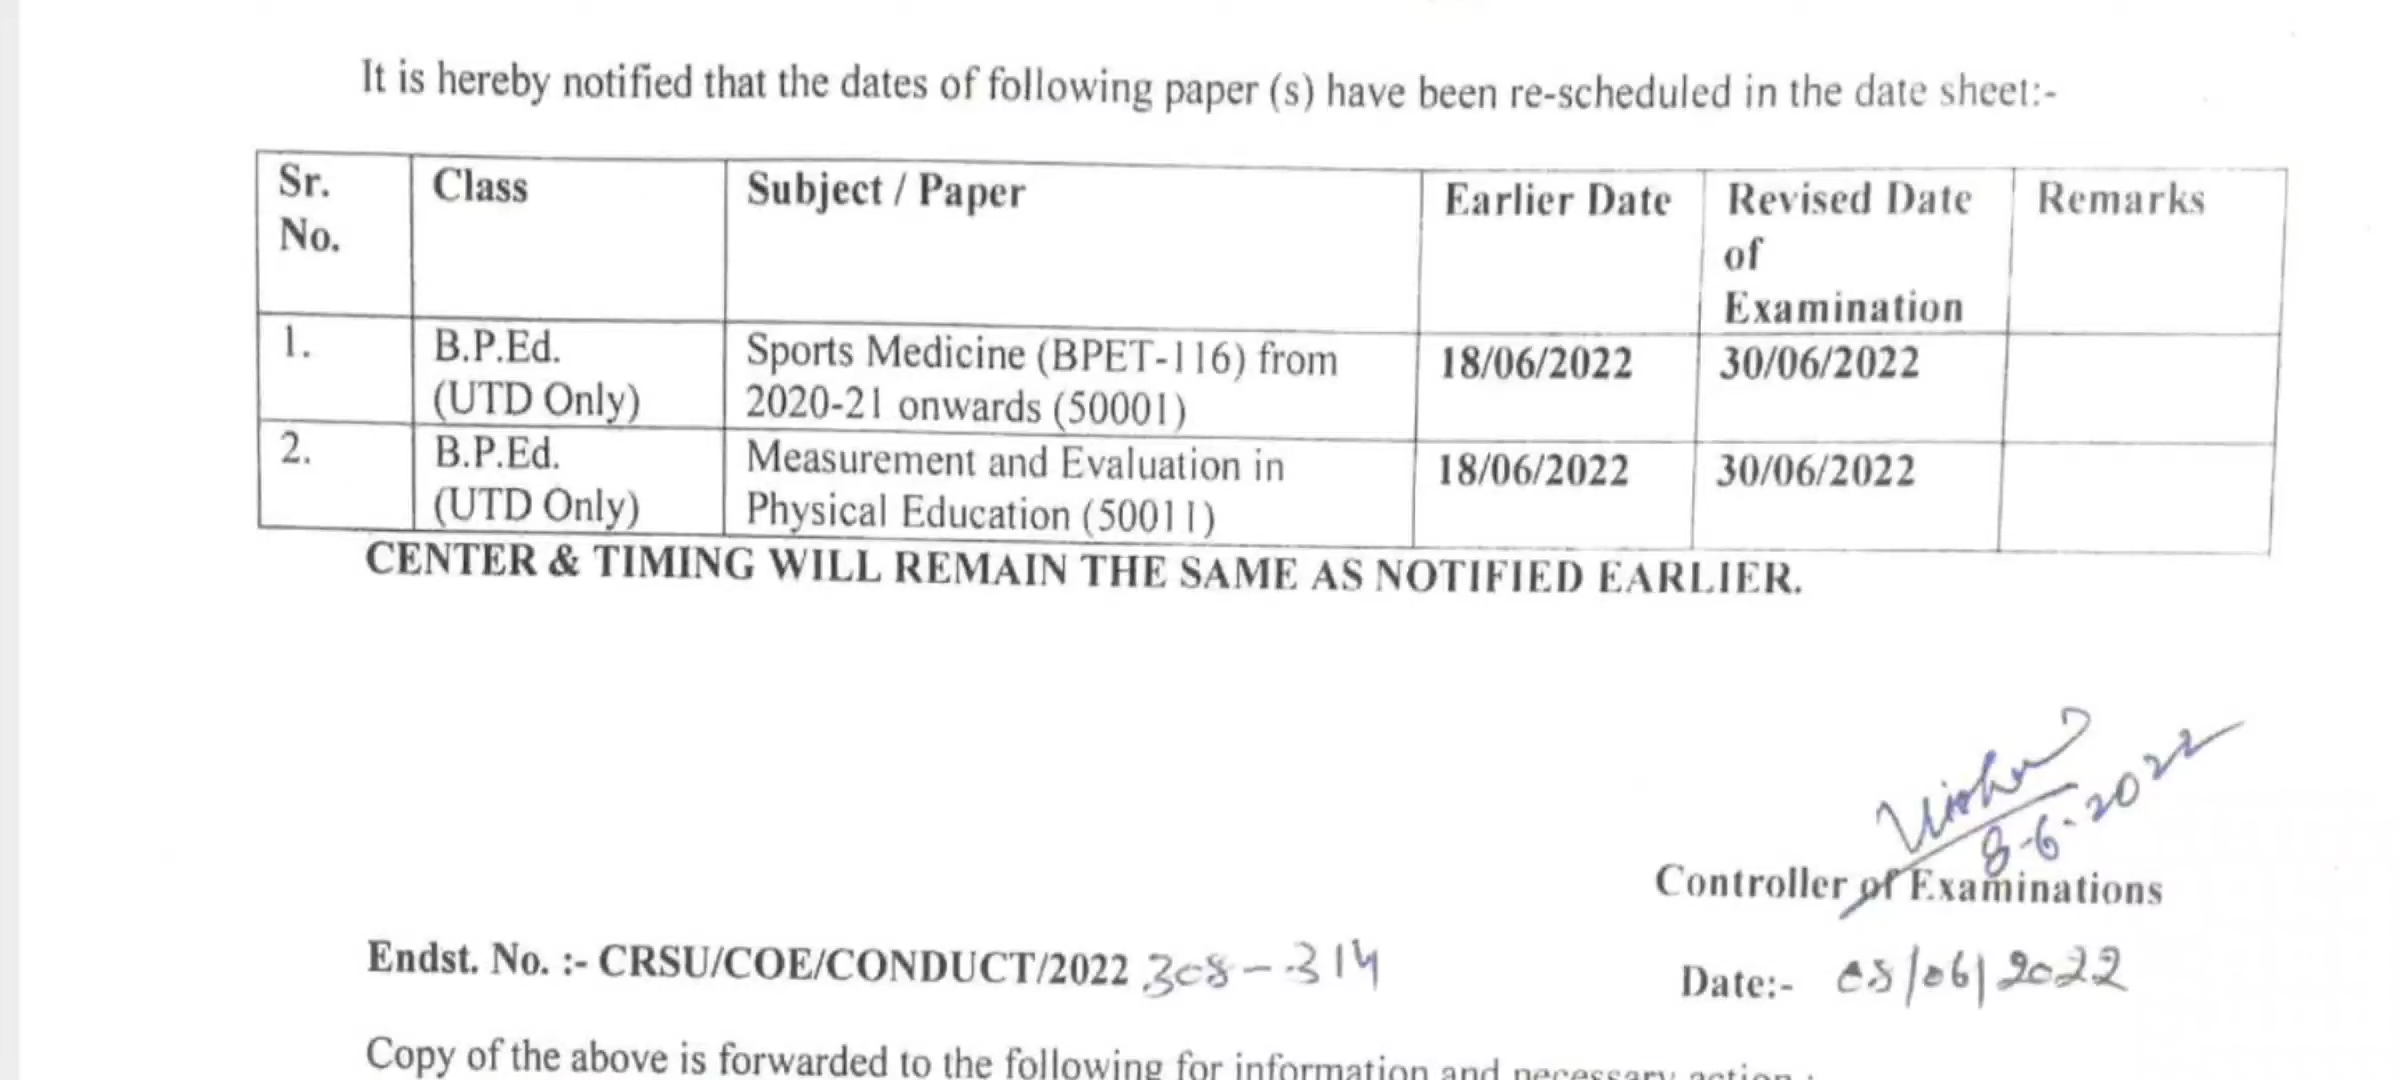 It is hereby notified that the dates of following paper (s) have been re-scheduled in the date sheet:-
Sr. No. Class Subject / Paper Earlier Date Revised Date of Examination Remarks
1. B.P.Ed. (UTD Only) Sports Medicine (BPET-116) from 2020-21 onwards (50001) 18/06/2022 30/06/2022
2. B.P.Ed. (UTD Only) Measurement and Evaluation in Physical Education (50011) 18/06/2022 30/06/2022
CENTER & TIMING WILL REMAIN THE SAME AS NOTIFIED EARLIER.
8-6-2022
Controller of Examinations
Endst. No. :- CRSU/COE/CONDUCT/2022 308-314
Date:- 08/06/2022
Copy of the above is forwarded to the following for information and necessary action :